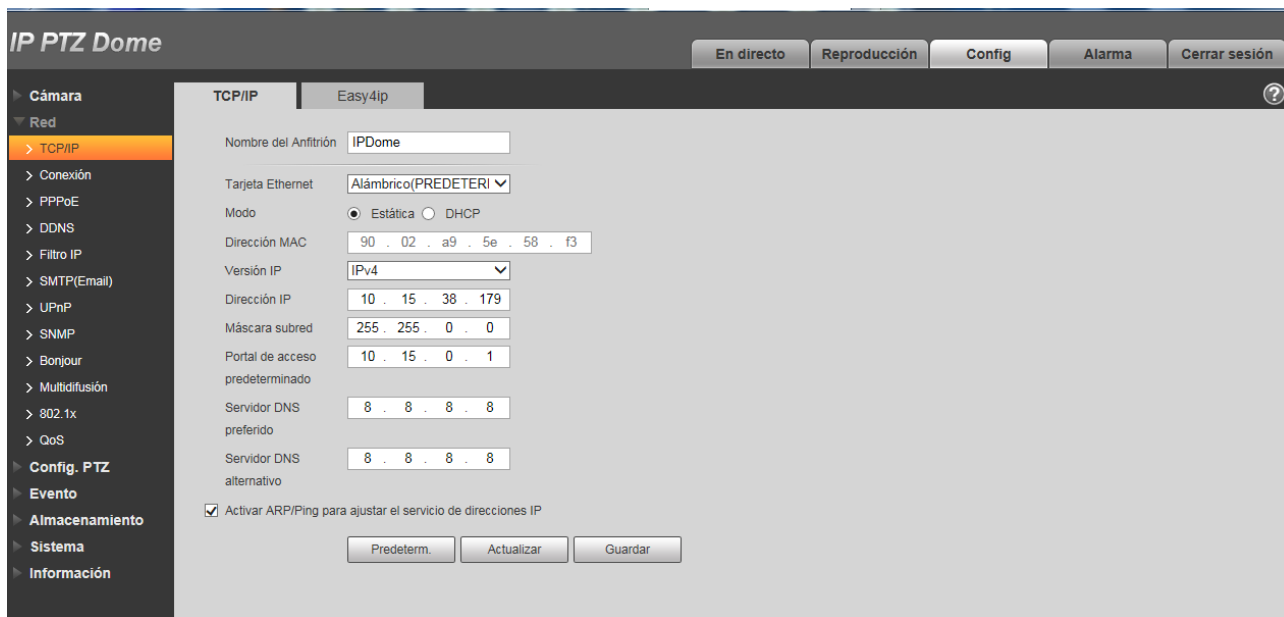 IP PTZ Dome
En directo
Reproducción
Config
Alarma
Cerrar sesión
Cámara
Red
TCP/IP
Conexión
PPPoE
DDNS
Filtro IP
SMTP(Email)
UPnP
SNMP
Bonjour
Multidifusión
802.1x
QoS
Config. PTZ
Evento
Almacenamiento
Sistema
Información
TCP/IP
Easy4ip
?
Nombre del Anfitrión IPDome
Tarjeta Ethernet Alámbrico(PREDETERI
Modo Estática DHCP
Dirección MAC 90 . 02 . a9 . 5e . 58 . f3
Versión IP IPv4
Dirección IP 10 . 15 . 38 . 179
Máscara subred 255 . 255 . 0 . 0
Portal de acceso 10 . 15 . 0 . 1
predeterminado
Servidor DNS 8 . 8 . 8 . 8
preferido
Servidor DNS 8 . 8 . 8 . 8
alternativo
Activar ARP/Ping para ajustar el servicio de direcciones IP
Predeterm.
Actualizar
Guardar